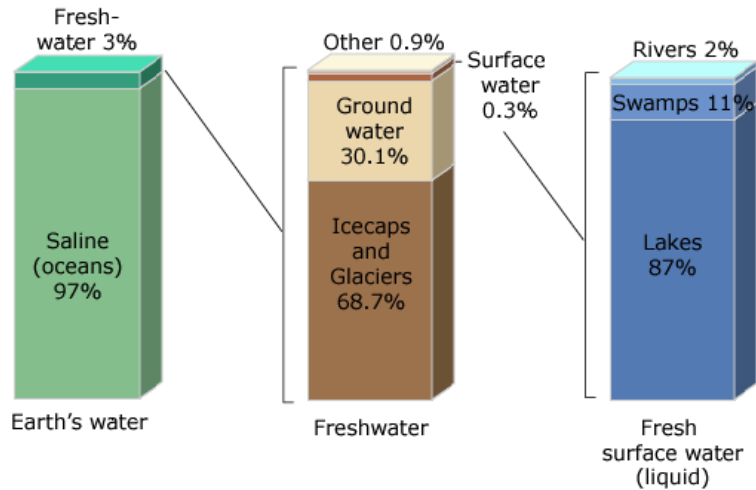 Fresh-
water 3%
Saline
(oceans)
97%
Earth's water
Other 0.9%
Surface
water
0.3%
Ground
water
30.1%
Icecaps
and
Glaciers
68.7%
Freshwater
Rivers 2%
Swamps 11%
Lakes
87%
Fresh
surface water
(liquid)